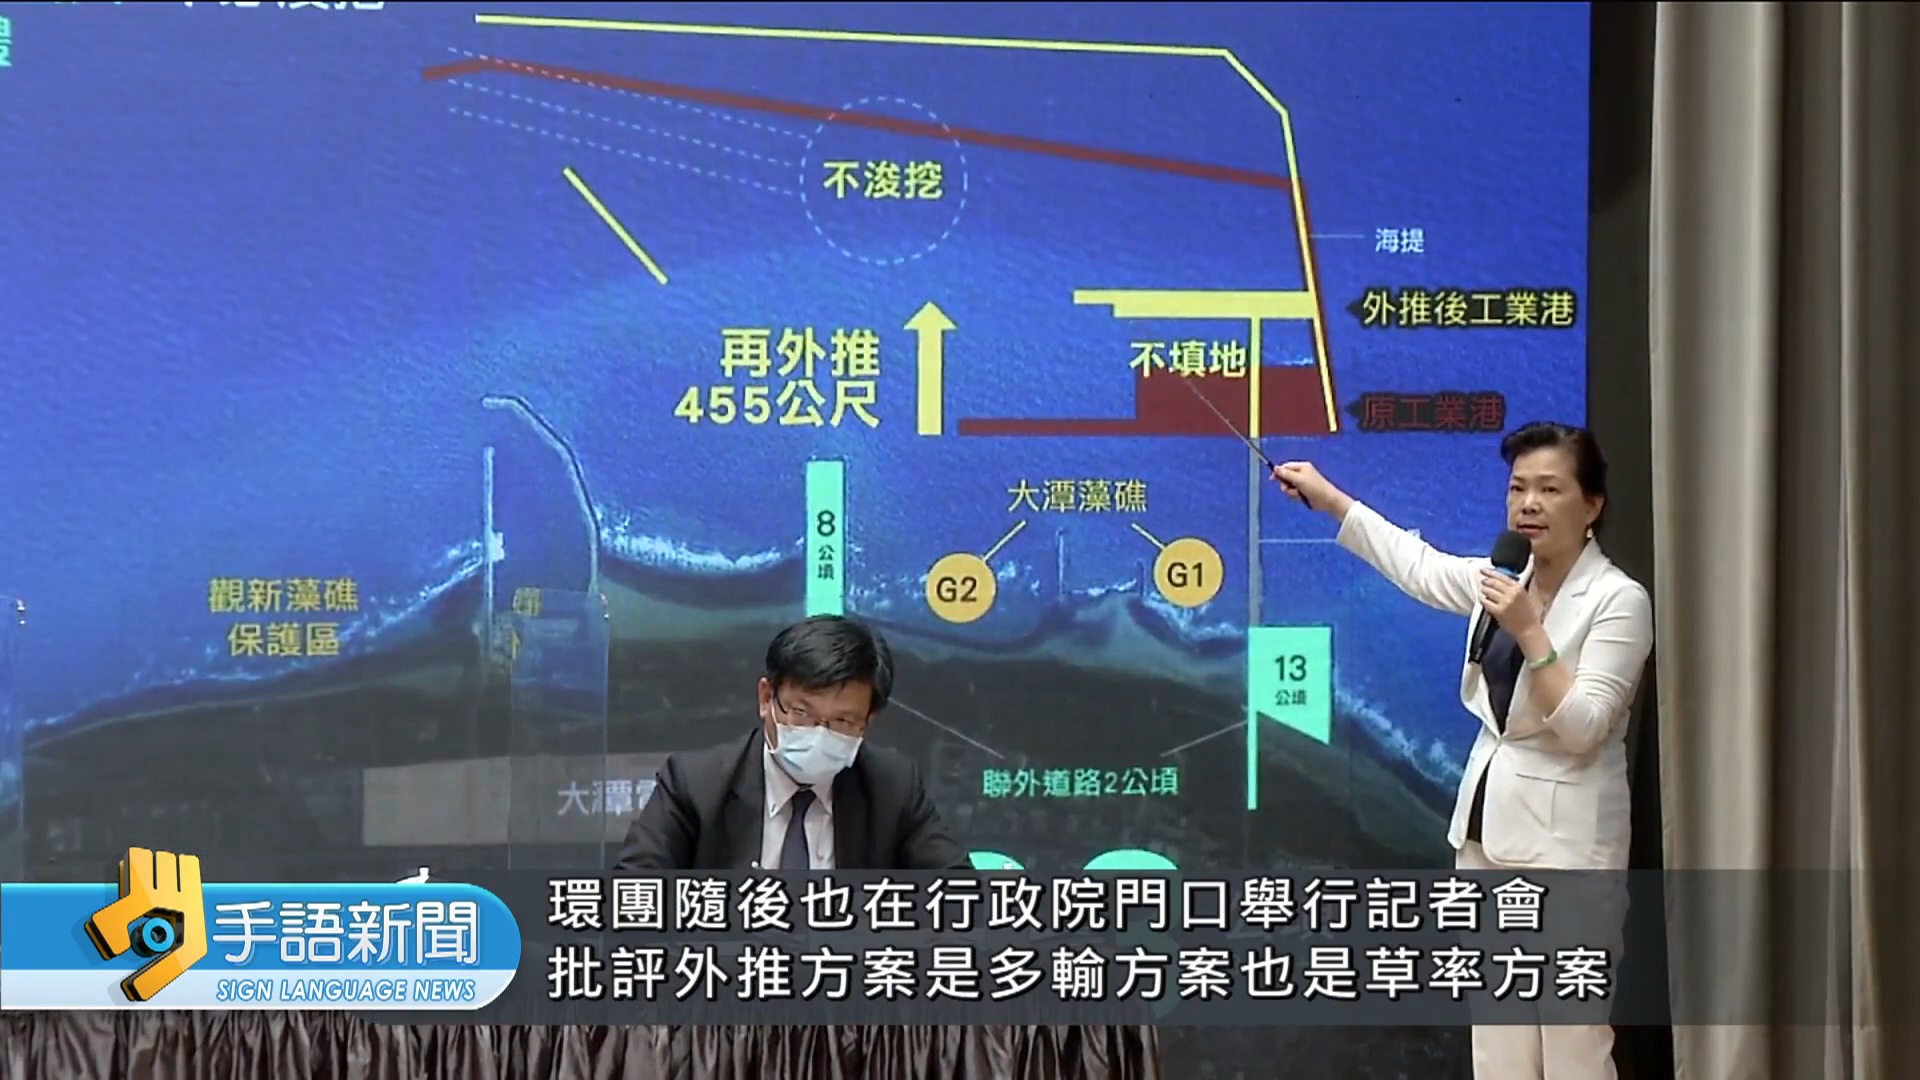 不浚挖
海提
外推後工業港
再外推
455公尺
不填地
原工業港
大潭藻礁
8
公頃
G2
G1
觀新藻礁
保護區
13
公頃
聯外道路2公頃
大潭電
手語新聞
SIGN LANGUAGE NEWS
環團隨後也在行政院門口舉行記者會
批評外推方案是多輸方案也是草率方案